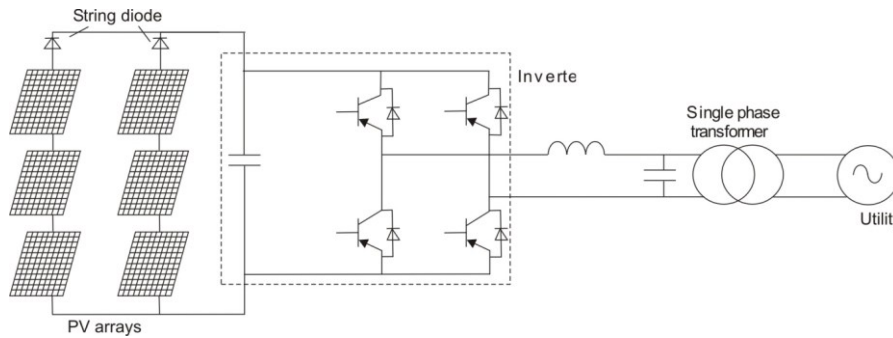 String diode
Inverte
Single phase
transformer
Utilit
PV arrays